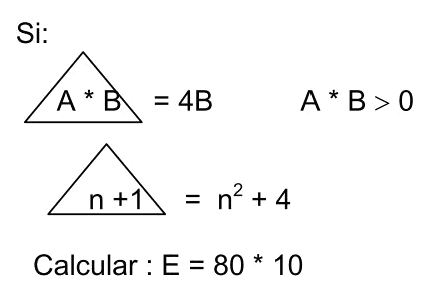 Si:
A * B = 4B A * B > 0
n +1 = n² + 4
Calcular : E = 80 * 10